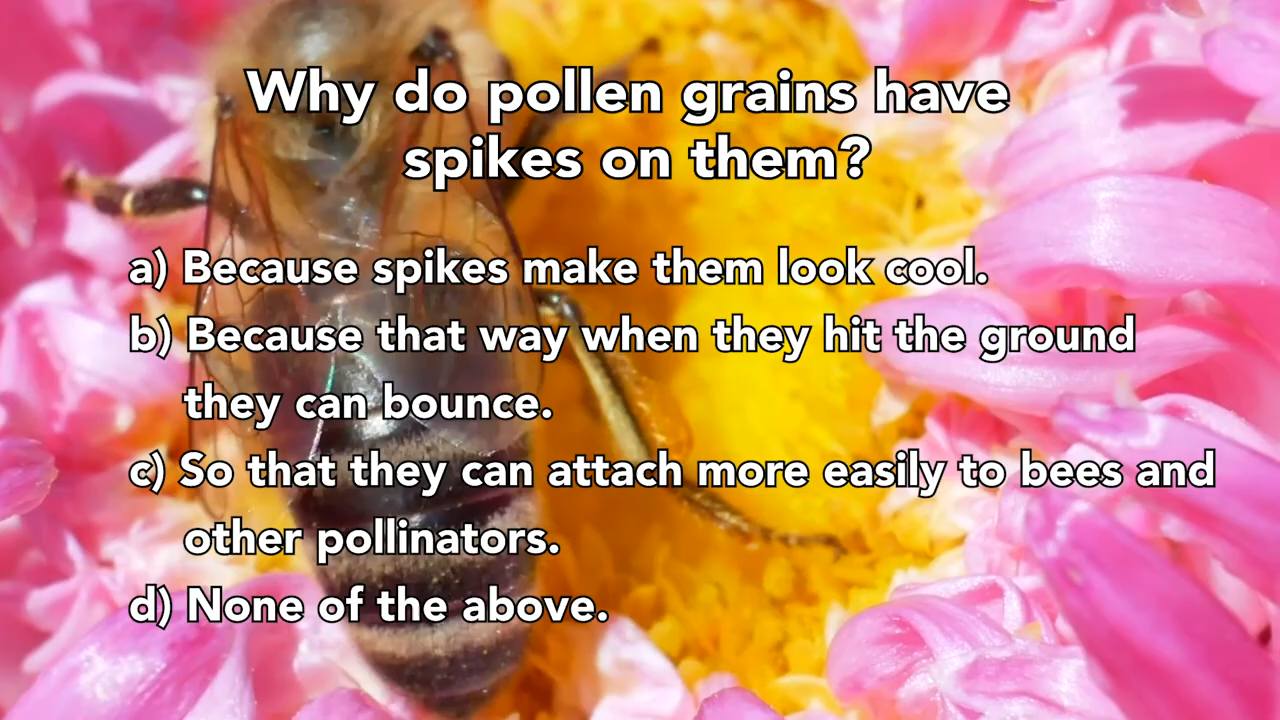 Why do pollen grains have
spikes on them?
a) Because spikes make them look cool.
b) Because that way when they hit the ground
they can bounce.
c) So that they can attach more easily to bees and
other pollinators.
d) None of the above.